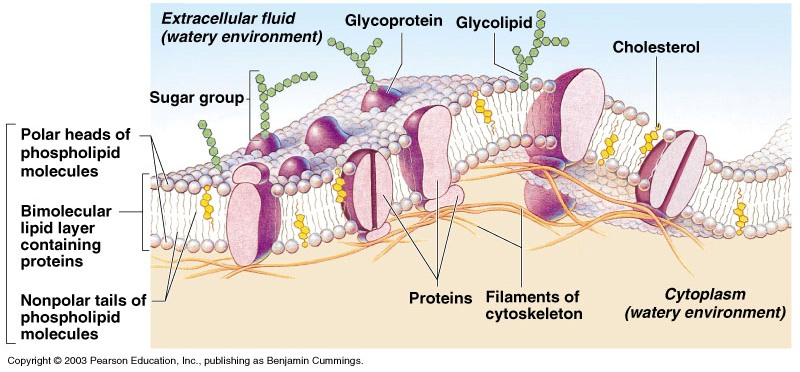 Extracellular fluid
(watery environment)
Glycoprotein
Glycolipid
Cholesterol
Sugar group
Polar heads of
phospholipid
molecules
Bimolecular
lipid layer
containing
proteins
Nonpolar tails of
phospholipid
molecules
Proteins
Filaments of
cytoskeleton
Cytoplasm
(watery environment)
Copyright © 2003 Pearson Education, Inc., publishing as Benjamin Cummings.